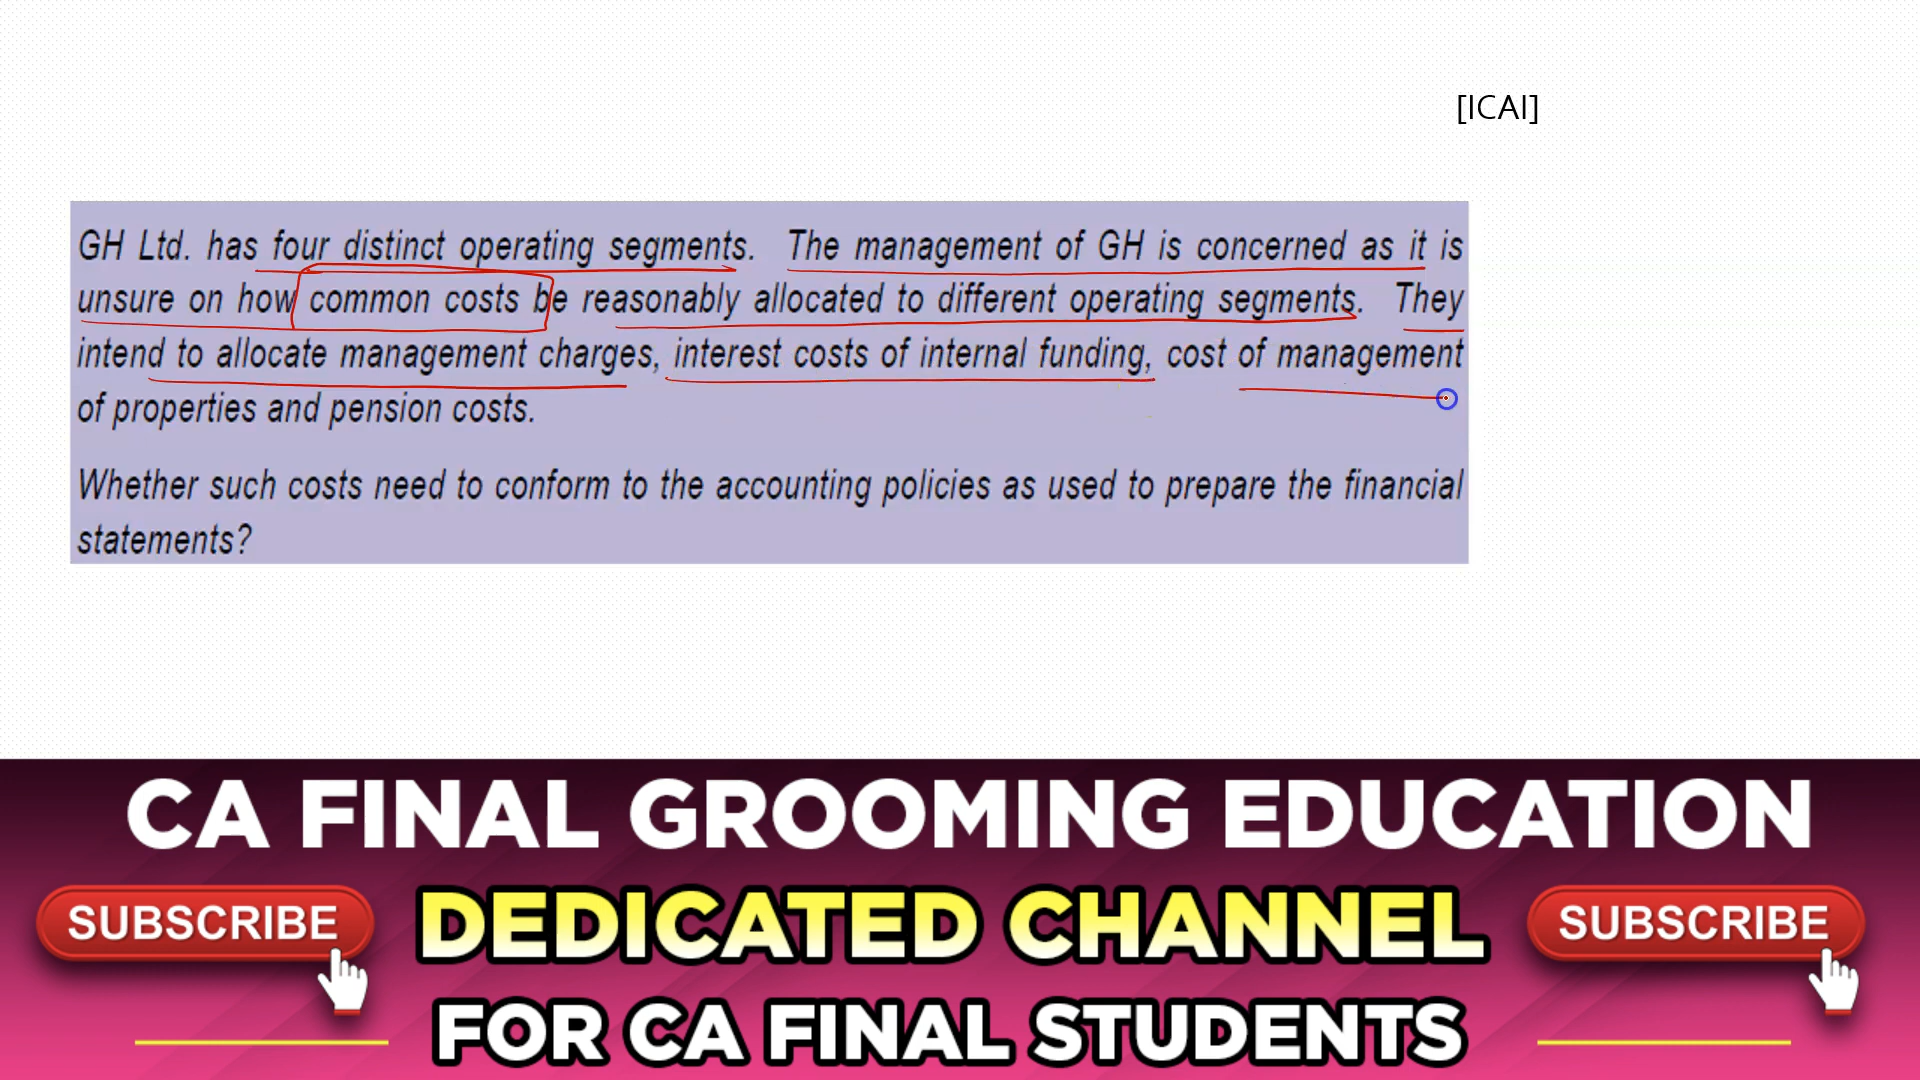 [ICAI]
GH Ltd. has four distinct operating segments. The management of GH is concerned as it is
unsure on how common costs be reasonably allocated to different operating segments. They
intend to allocate management charges, interest costs of internal funding, cost of management
of properties and pension costs.
Whether such costs need to conform to the accounting policies as used to prepare the financial
statements?
CA FINAL GROOMING EDUCATION
SUBSCRIBE DEDICATED CHANNEL SUBSCRIBE
FOR CA FINAL STUDENTS